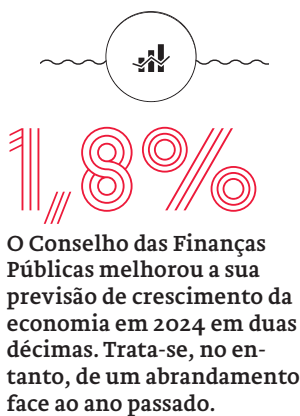 1,8%
O Conselho das Finanças
Públicas melhorou a sua
previsão de crescimento da
economia em 2024 em duas
décimas. Trata-se, no en-
tanto, de um abrandamento
face ao ano passado.